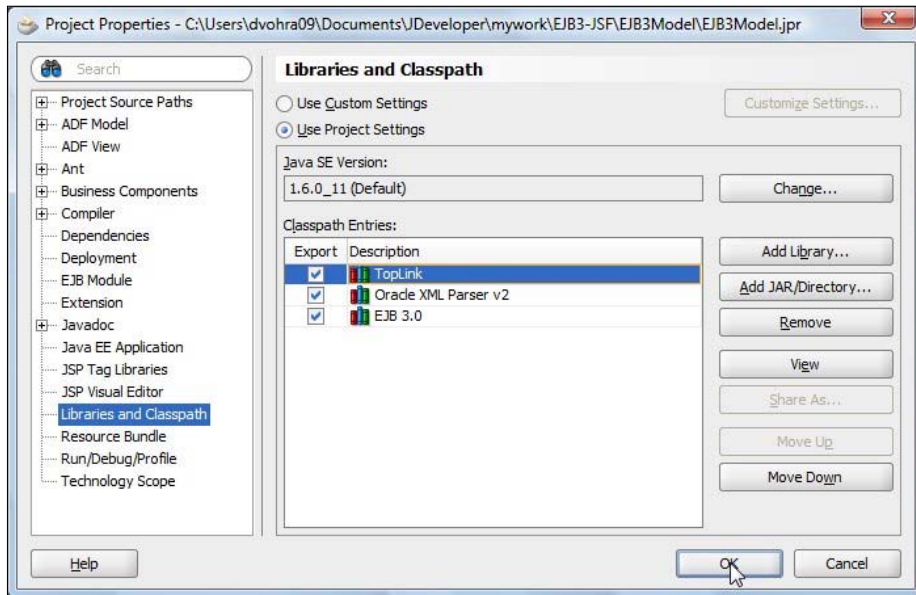 Project Properties - C:\Users\dvohra09\Documents\JDeveloper\mywork\EJB3-JSF\EJB3Model\EJB3Model.jpr
Search
Project Source Paths
ADF Model
ADF View
Ant
Business Components
Compiler
Dependencies
Deployment
EJB Module
Extension
Javadoc
Java EE Application
JSP Tag Libraries
JSP Visual Editor
Libraries and Classpath
Resource Bundle
Run/Debug/Profile
Technology Scope
Libraries and Classpath
Use Custom Settings
Customize Settings...
Use Project Settings
Java SE Version:
1.6.0_11 (Default)
Change...
Classpath Entries:
Export Description
TopLink
Oracle XML Parser v2
EJB 3.0
Add Library...
Add JAR/Directory...
Remove
View
Share As...
Move Up
Move Down
Help
OK
Cancel